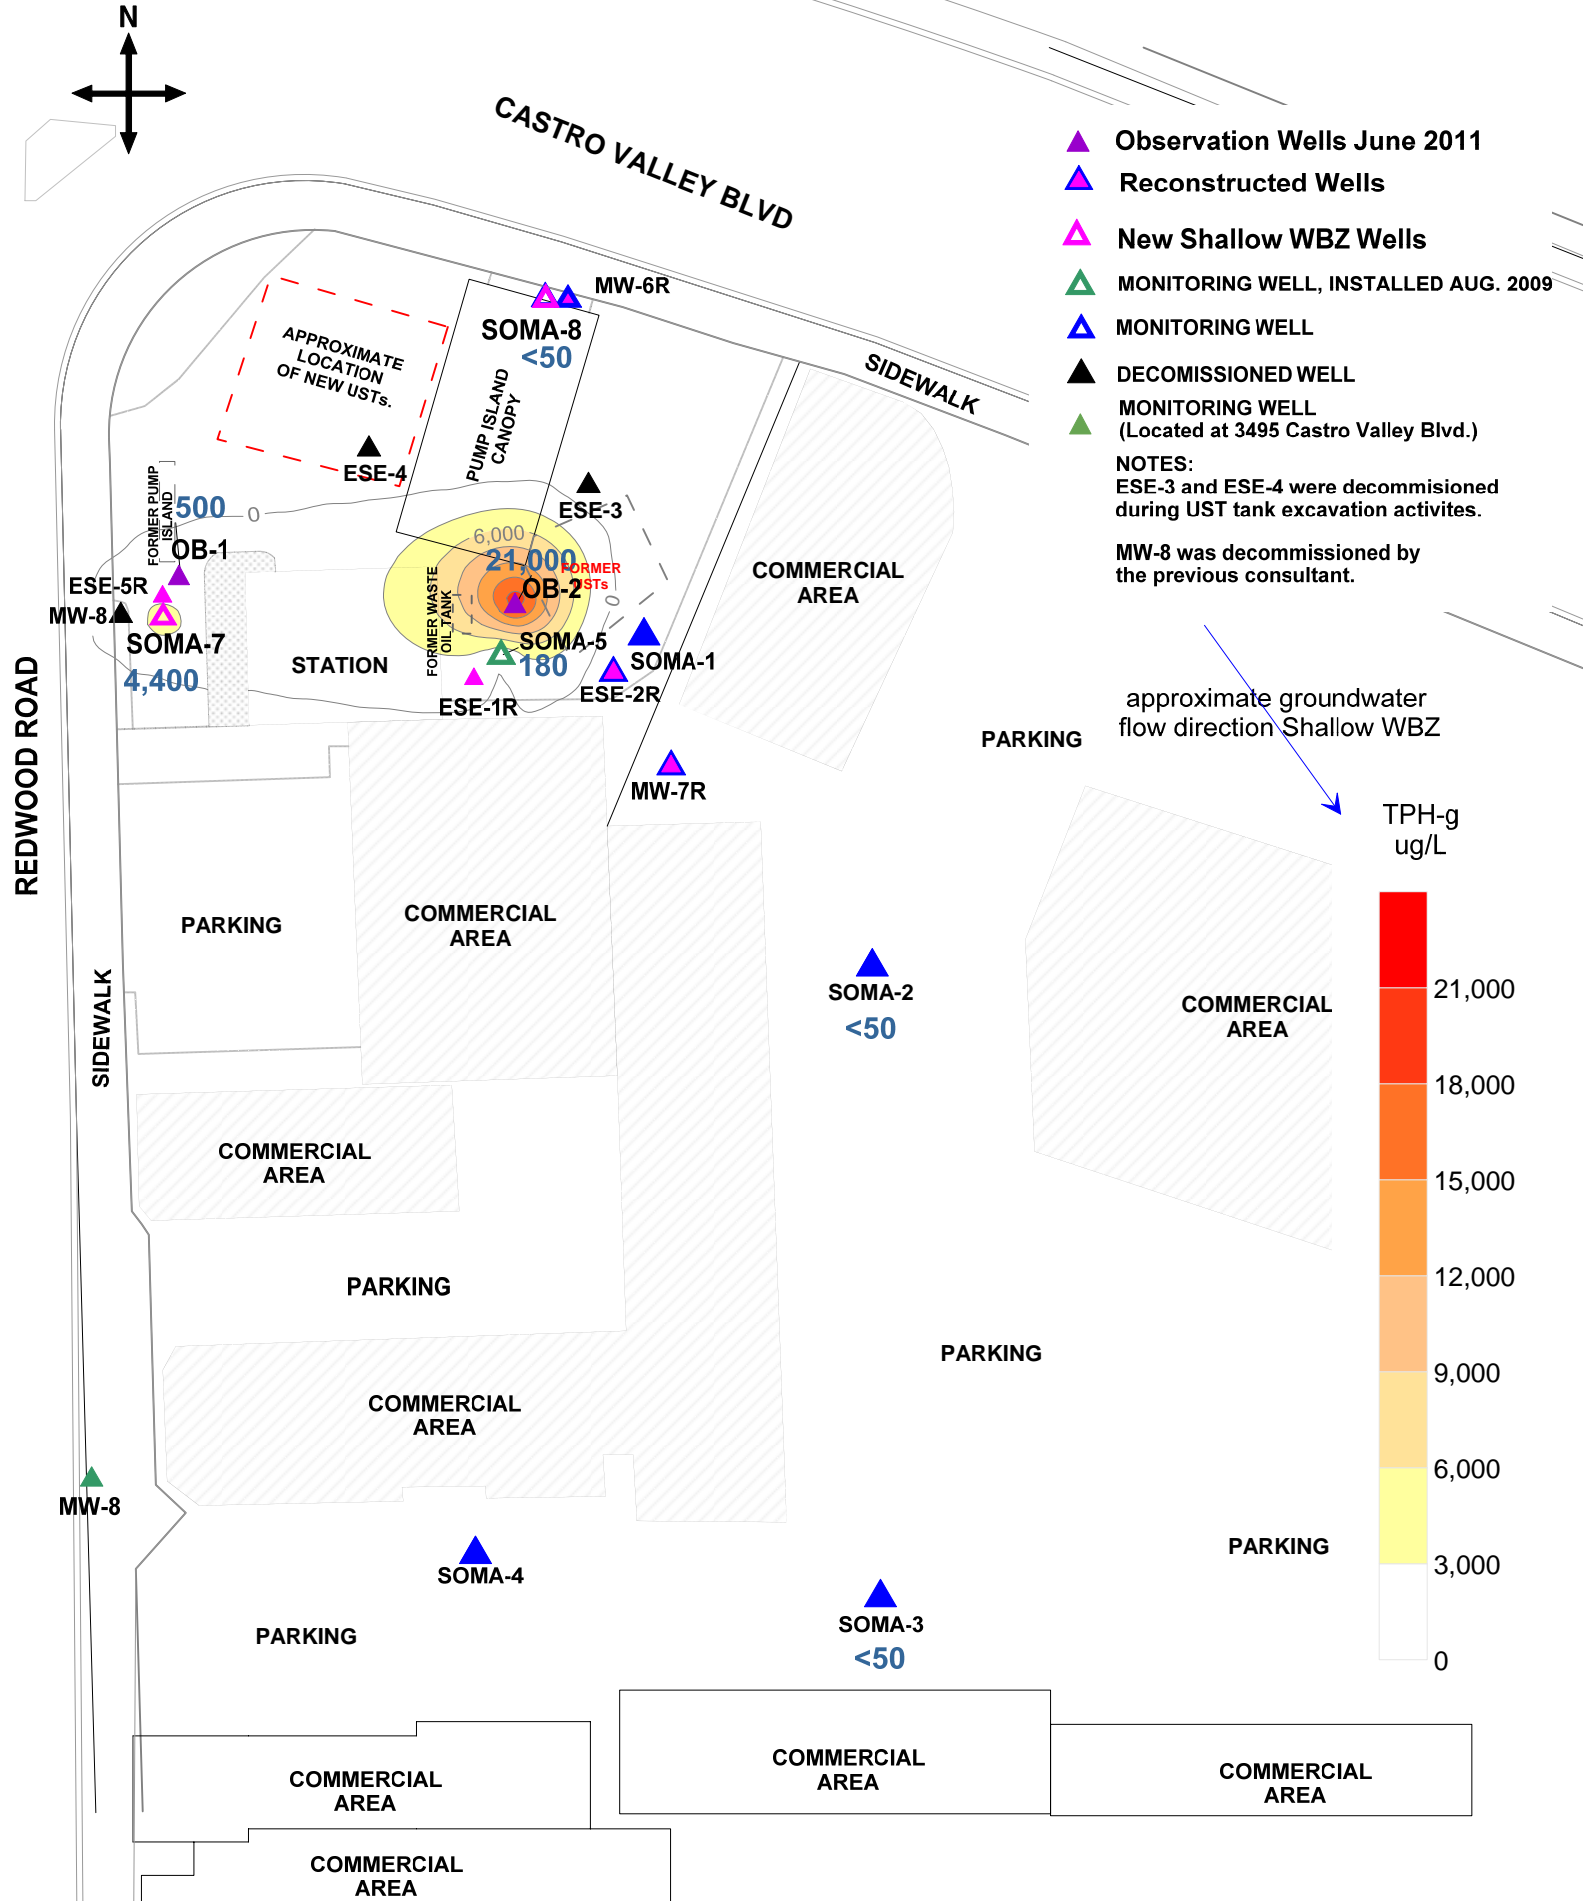 N
CASTRO VALLEY BLVD
Observation Wells June 2011
Reconstructed Wells
New Shallow WBZ Wells
MONITORING WELL, INSTALLED AUG. 2009
MONITORING WELL
DECOMISSIONED WELL
MONITORING WELL
(Located at 3495 Castro Valley Blvd.)
NOTES:
ESE-3 and ESE-4 were decommisioned
during UST tank excavation activites.
MW-8 was decommissioned by
the previous consultant.
MW-6R
SOMA-8
<50
APPROXIMATE
LOCATION
OF NEW USTs.
PUMP ISLAND
CANOPY
SIDEWALK
ESE-4
ESE-3
FORMER PUMP
ISLAND
500
0
OB-1
6,000
21,000
FORMER
USTs
OB-2
0
ESE-5R
MW-8
SOMA-7
4,400
FORMER WASTE
OIL TANK
STATION
SOMA-5
180
SOMA-1
ESE-2R
ESE-1R
COMMERCIAL
AREA
approximate groundwater
flow direction Shallow WBZ
PARKING
MW-7R
REDWOOD ROAD
TPH-g
ug/L
21,000
18,000
15,000
12,000
9,000
6,000
3,000
0
PARKING
COMMERCIAL
AREA
SOMA-2
<50
COMMERCIAL
AREA
SIDEWALK
COMMERCIAL
AREA
PARKING
PARKING
COMMERCIAL
AREA
MW-8
SOMA-4
PARKING
SOMA-3
<50
PARKING
COMMERCIAL
AREA
COMMERCIAL
AREA
COMMERCIAL
AREA
COMMERCIAL
AREA